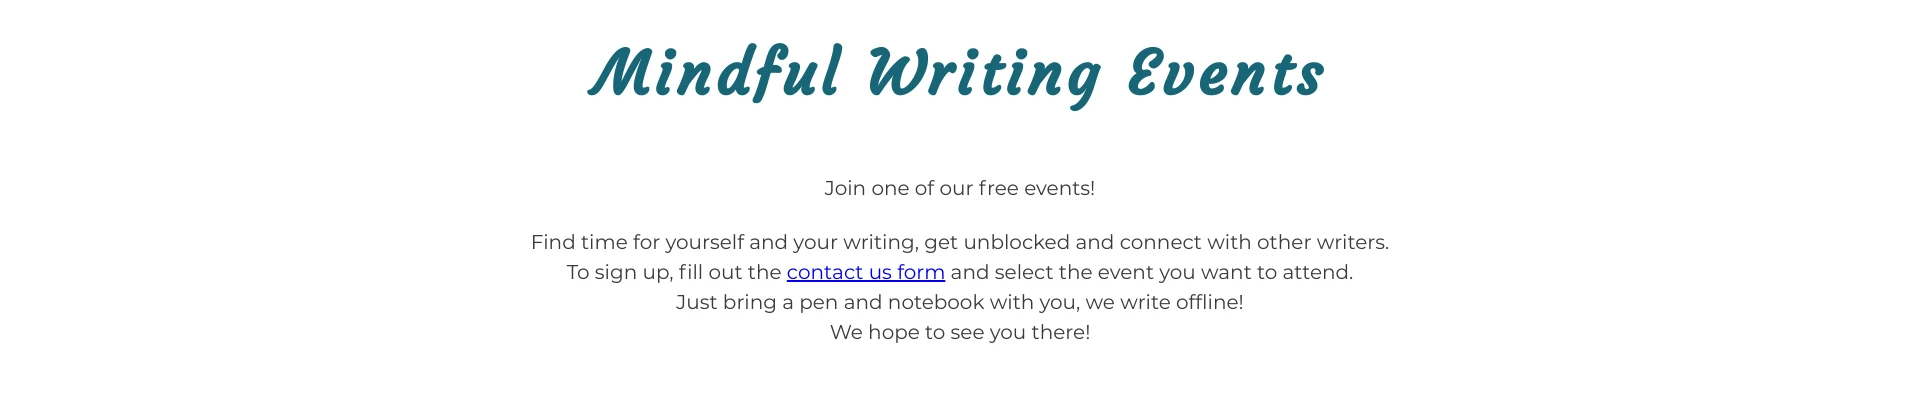 Mindful Writing Events
Join one of our free events!
Find time for yourself and your writing, get unblocked and connect with other writers.
To sign up, fill out the contact us form and select the event you want to attend.
Just bring a pen and notebook with you, we write offline!
We hope to see you there!